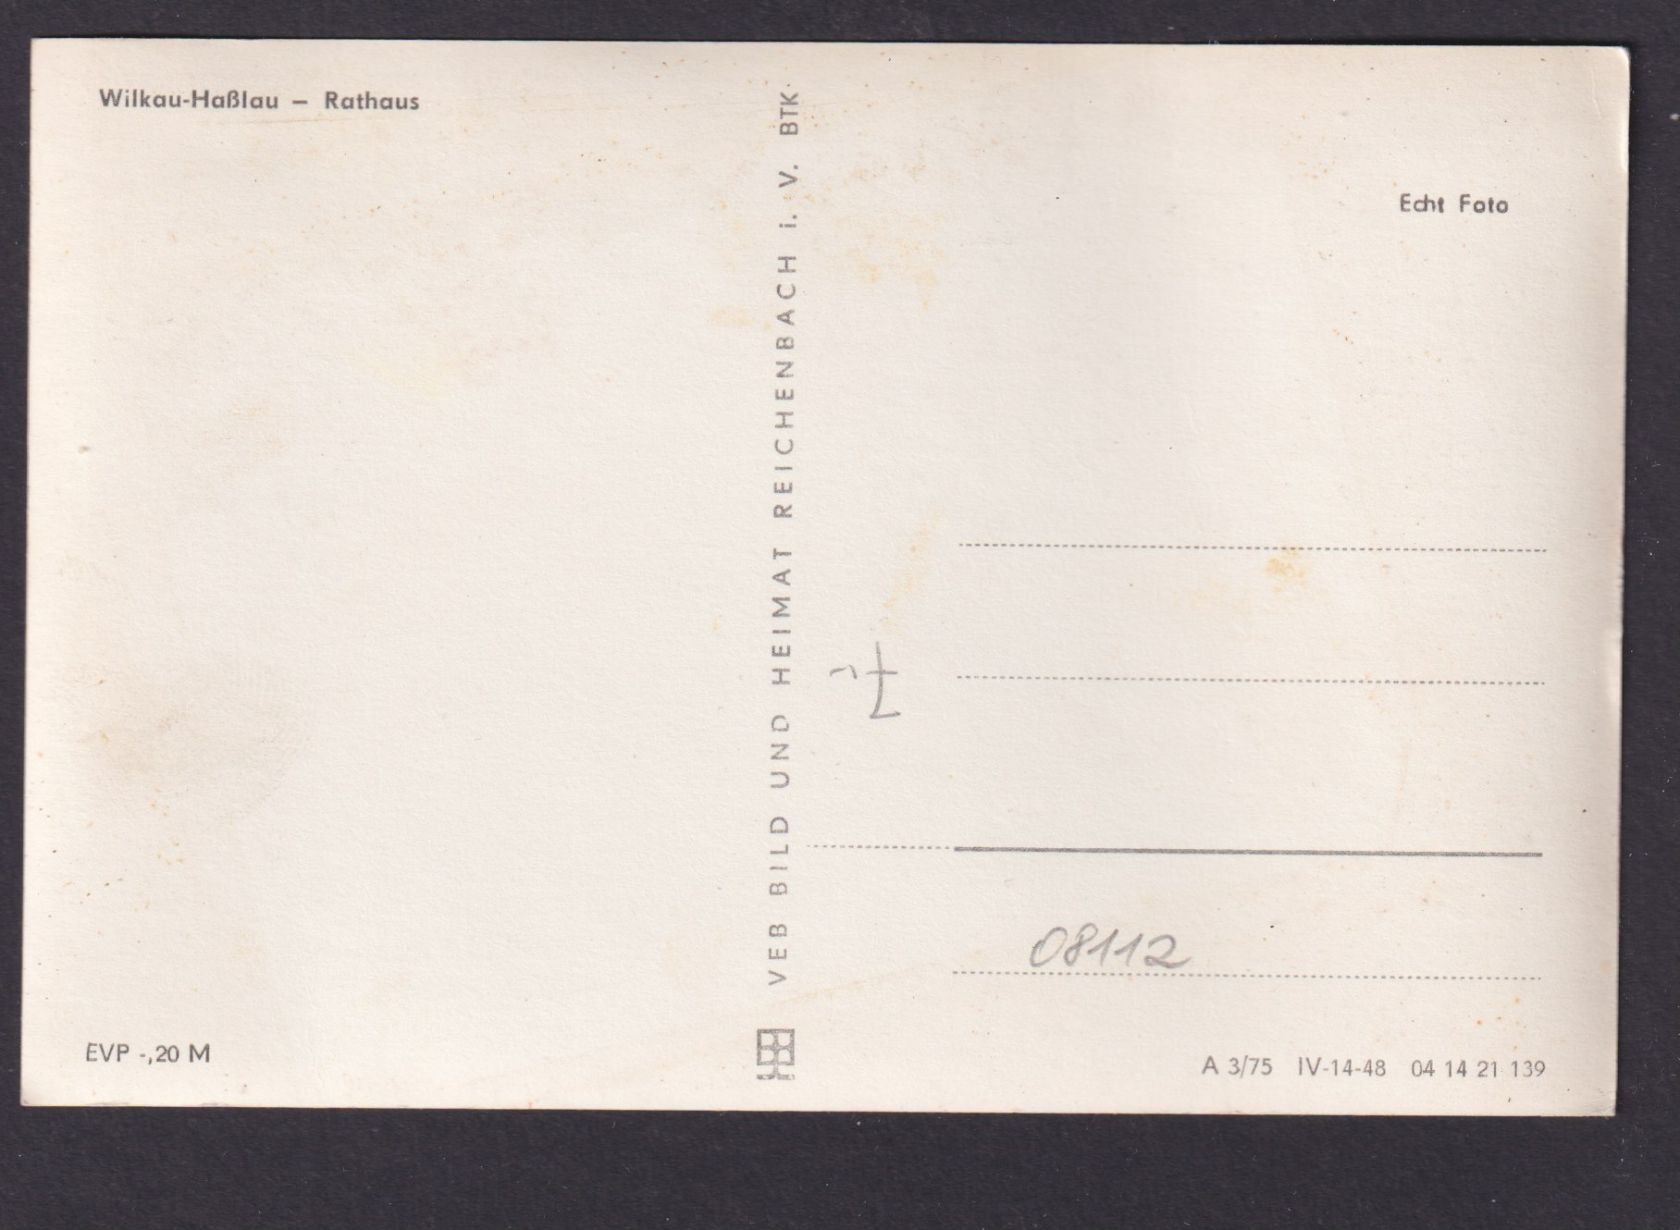 Wilkau-Haßlau – Rathaus
EVP -,20 M
VEB BILD UND HEIMAT REICHENBACH i. V. BTK
Echt Foto
08112
A 3/75 IV-14-48 04 14 21 139